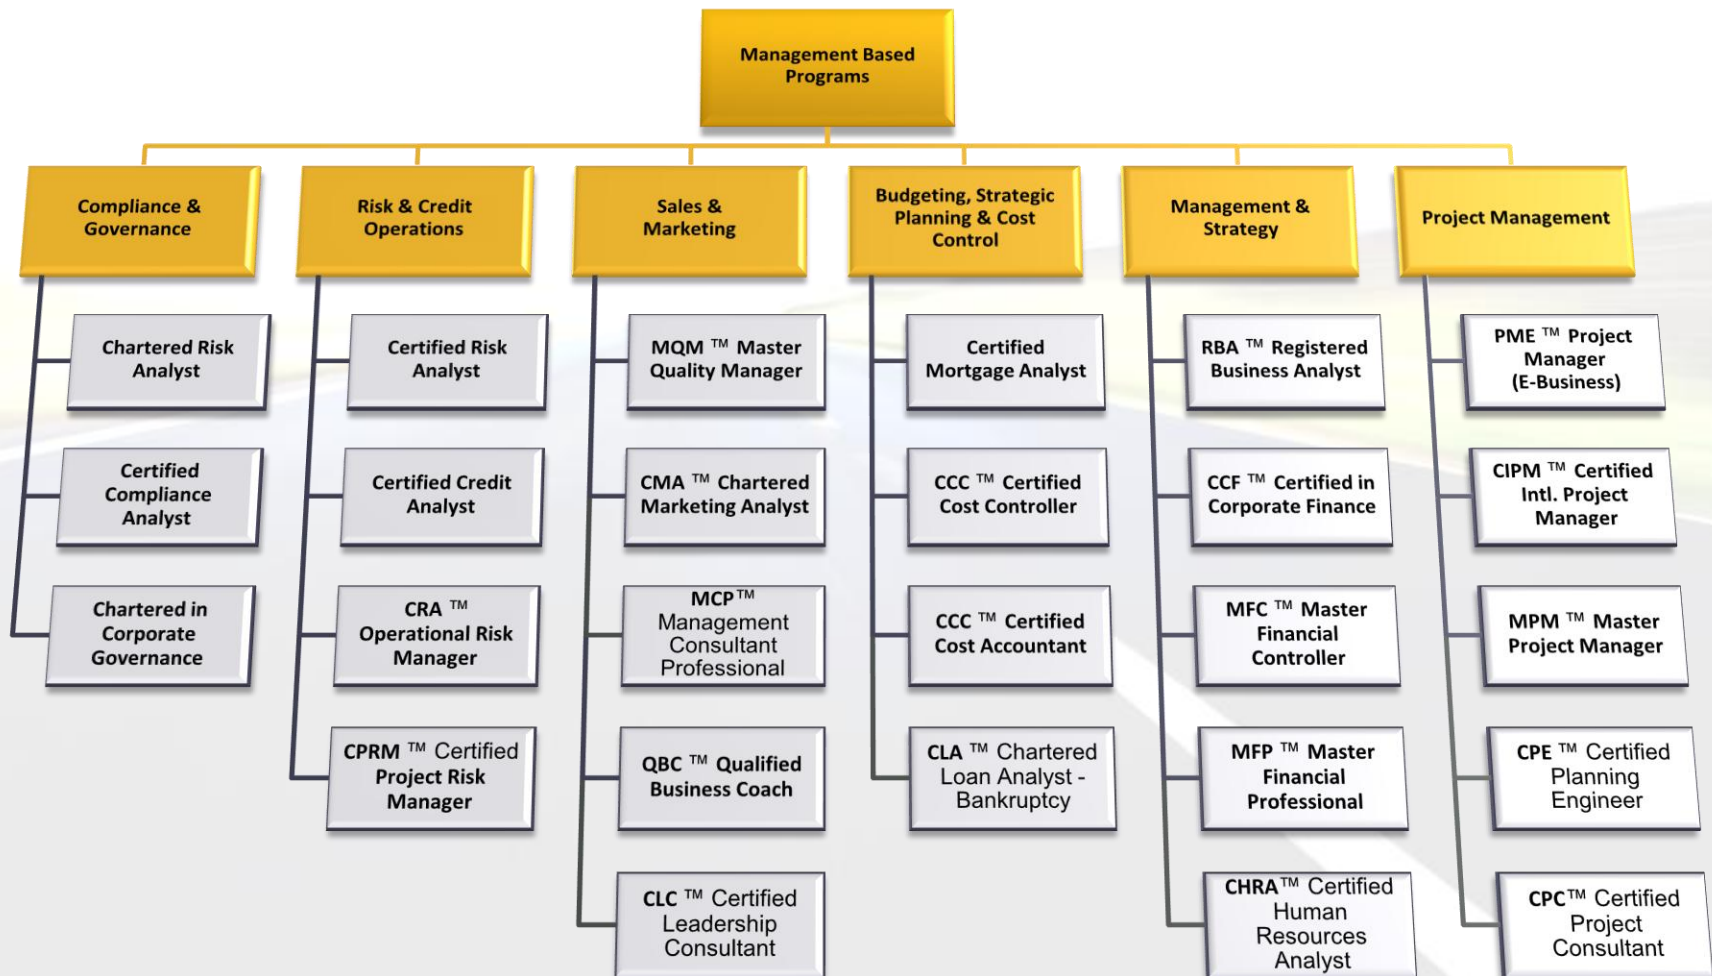 Management Based
Programs
Compliance &
Governance
Chartered Risk
Analyst
Certified
Compliance
Analyst
Chartered in
Corporate
Governance
Risk & Credit
Operations
Certified Risk
Analyst
Certified Credit
Analyst
CRA ™
Operational Risk
Manager
CPRM ™ Certified
Project Risk
Manager
Sales &
Marketing
MQM ™ Master
Quality Manager
CMA ™ Chartered
Marketing Analyst
MCP™
Management
Consultant
Professional
QBC ™ Qualified
Business Coach
CLC ™ Certified
Leadership
Consultant
Budgeting, Strategic
Planning & Cost
Control
Certified
Mortgage Analyst
CCC ™ Certified
Cost Controller
CCC ™ Certified
Cost Accountant
CLA ™ Chartered
Loan Analyst -
Bankruptcy
Management &
Strategy
RBA ™ Registered
Business Analyst
CCF ™ Certified in
Corporate Finance
MFC ™ Master
Financial
Controller
MFP ™ Master
Financial
Professional
CHRA™ Certified
Human
Resources
Analyst
Project Management
PME ™ Project
Manager
(E-Business)
CIPM ™ Certified
Intl. Project
Manager
MPM ™ Master
Project Manager
CPE ™ Certified
Planning
Engineer
CPC™ Certified
Project
Consultant